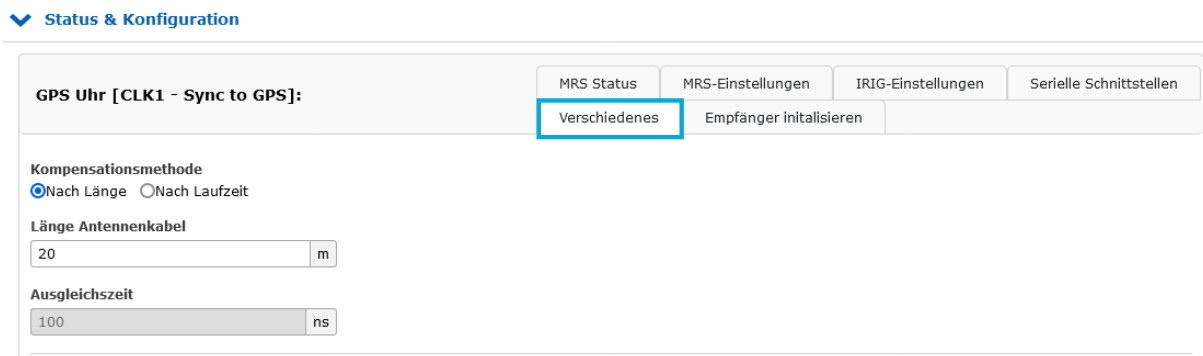 Status & Konfiguration
GPS Uhr [CLK1 - Sync to GPS]:
MRS Status
MRS-Einstellungen
IRIG-Einstellungen
Serielle Schnittstellen
Verschiedenes
Empfänger initalisieren
Kompensationsmethode
Nach Länge Nach Laufzeit
Länge Antennenkabel
20 m
Ausgleichszeit
100 ns